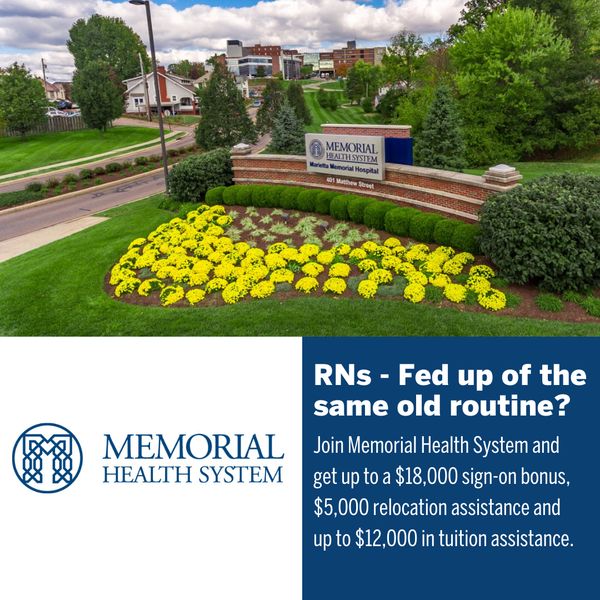 MEMORIAL
HEALTH SYSTEM
Marietta Memorial Hospital
401 Matthew Street
MEMORIAL
HEALTH SYSTEM
RNs - Fed up of the
same old routine?
Join Memorial Health System and
get up to a $18,000 sign-on bonus,
$5,000 relocation assistance and
up to $12,000 in tuition assistance.